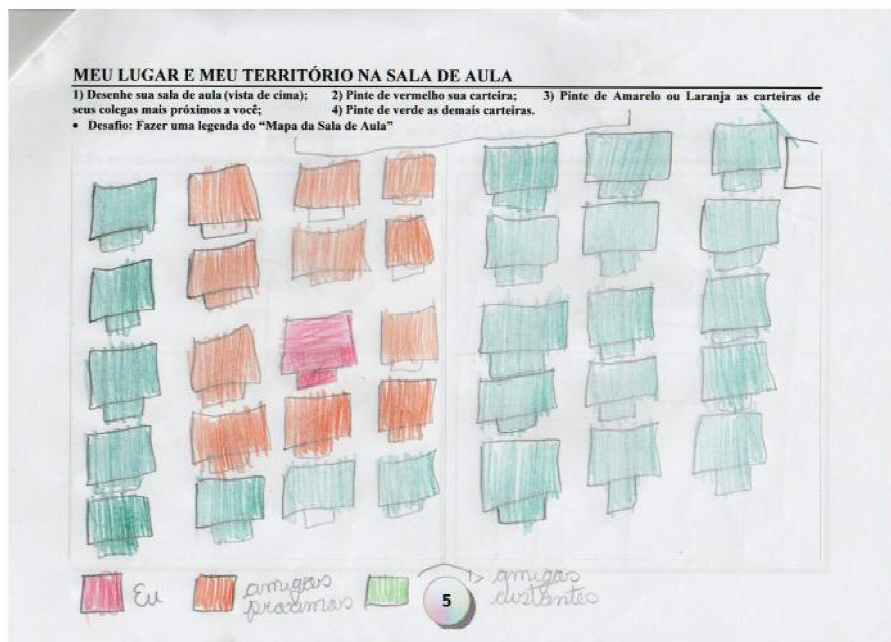 MEU LUGAR E MEU TERRITÓRIO NA SALA DE AULA
1) Desenhe sua sala de aula (vista de cima); 2) Pinte de vermelho sua carteira; 3) Pinte de Amarelo ou Laranja as carteiras de
seus colegas mais próximos a você; 4) Pinte de verde as demais carteiras.
• Desafio: Fazer uma legenda do “Mapa da Sala de Aula”
Eu
amigas
próximas
amigas
distantes
5